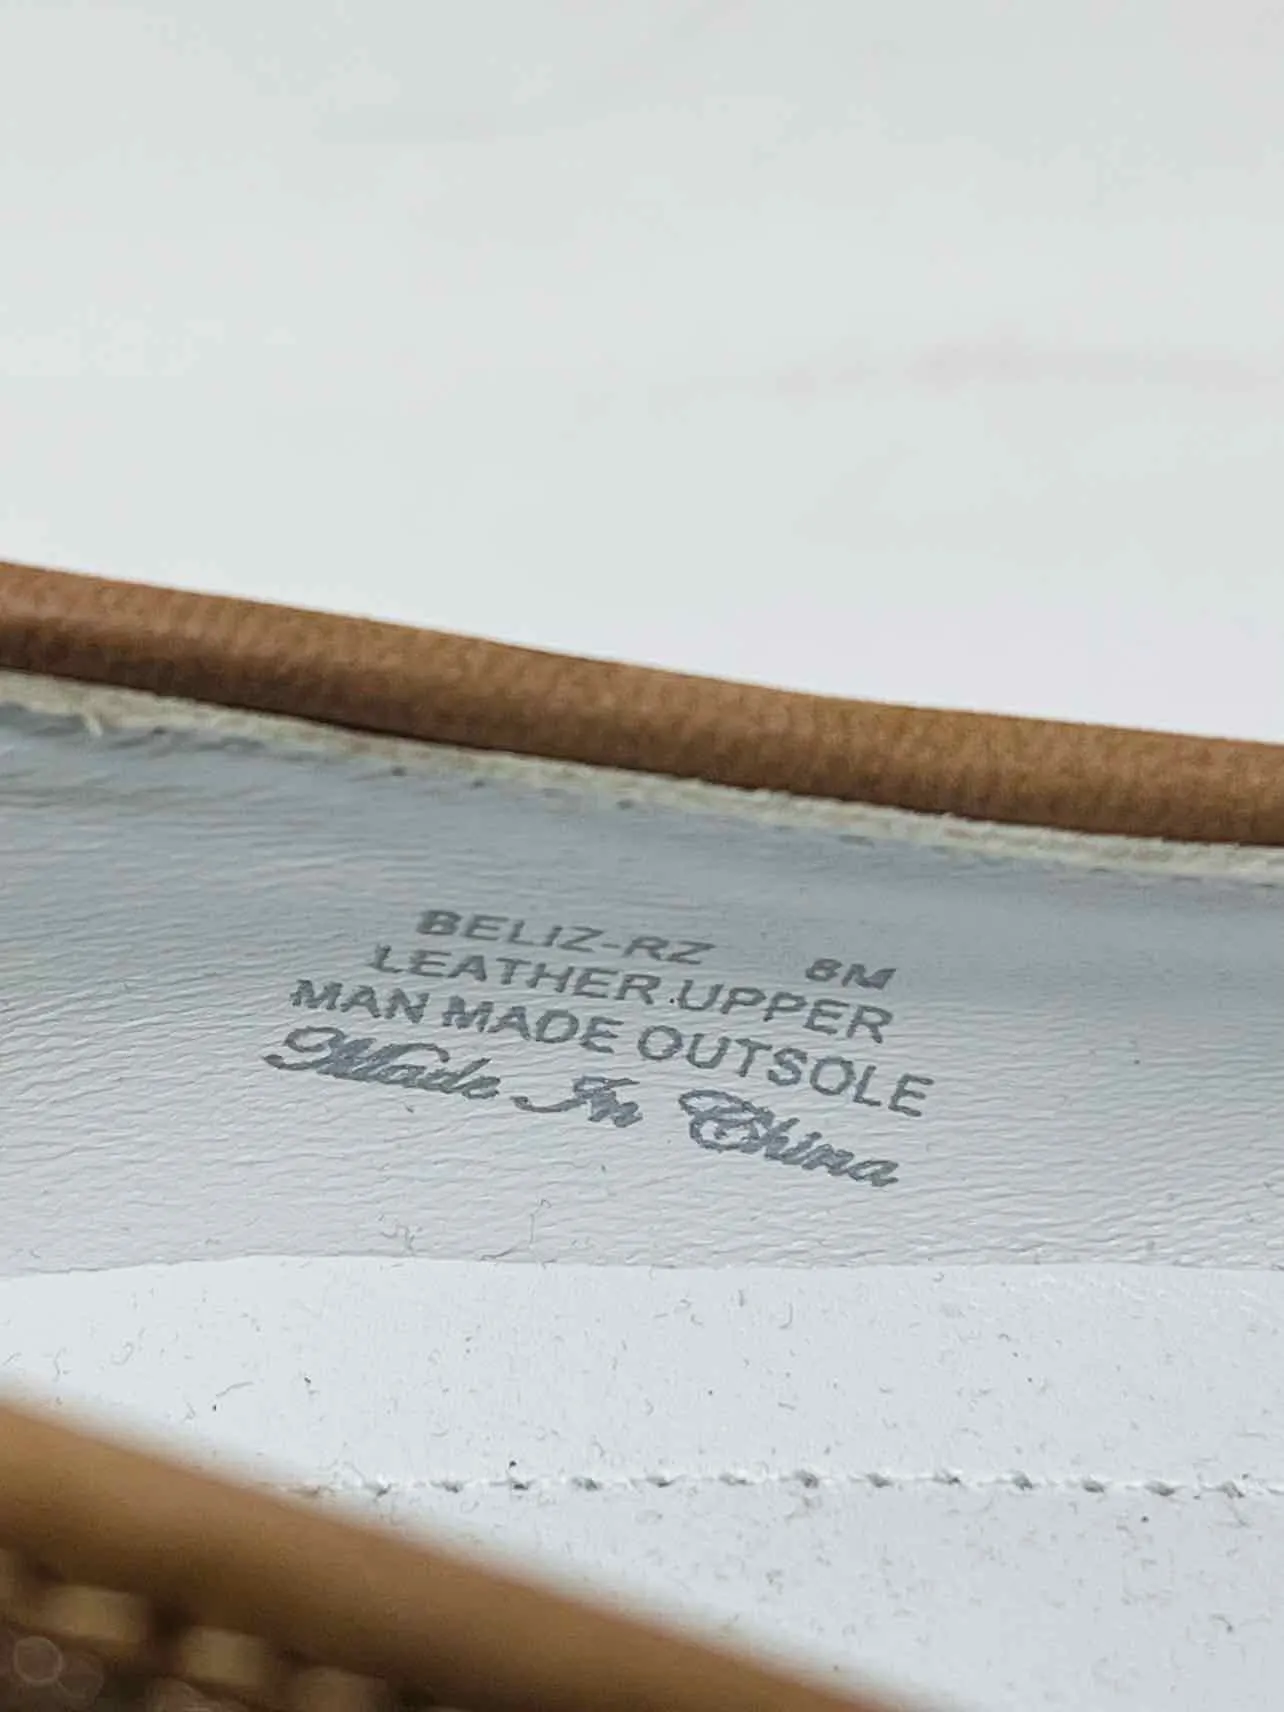 BELIZ-RZ 8M
LEATHER UPPER
MAN MADE OUTSOLE
Made In China